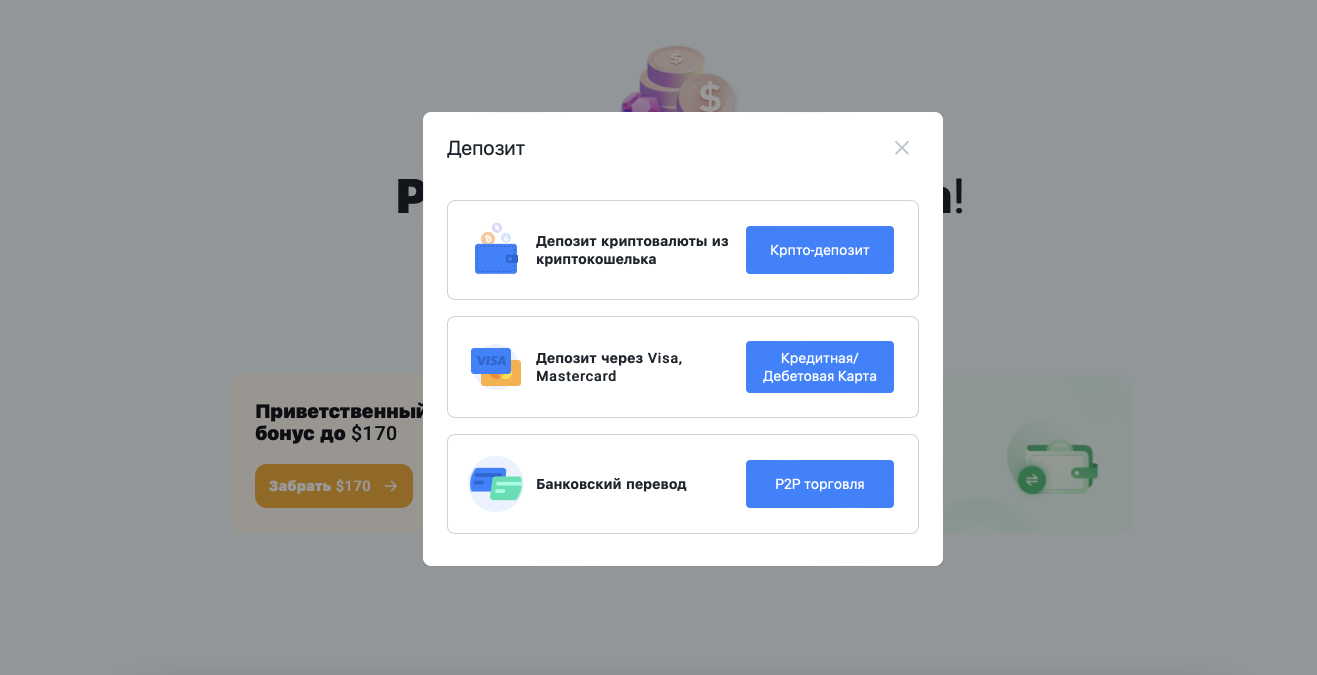 Депозит
Депозит криптовалюты из
криптокошелька
Крпто-депозит
VISA
Депозит через Visa,
Mastercard
Кредитная/
Дебетовая Карта
Банковский перевод
P2P торговля
Приветственный
бонус до $170
Забрать $170